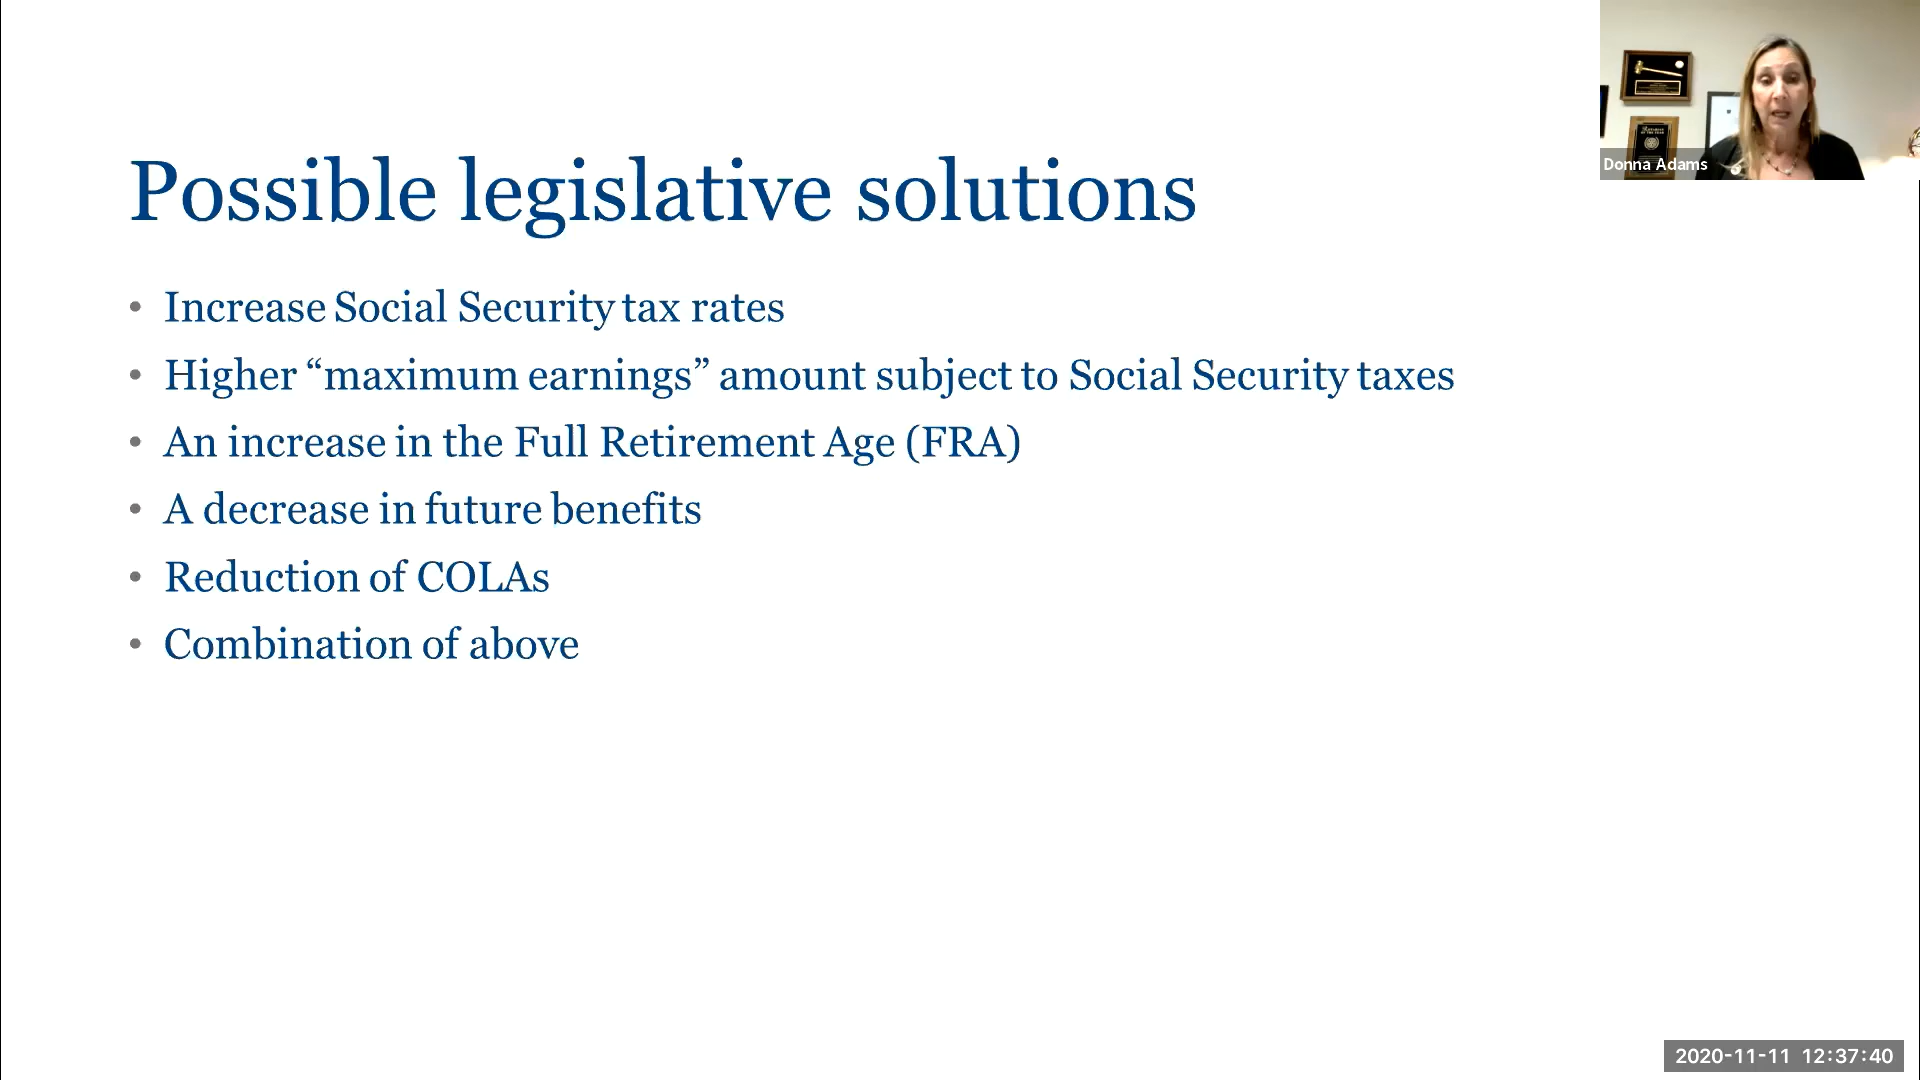 Possible legislative solutions
• Increase Social Security tax rates
• Higher “maximum earnings” amount subject to Social Security taxes
• An increase in the Full Retirement Age (FRA)
• A decrease in future benefits
• Reduction of COLAs
• Combination of above
Donna Adams
2020-11-11 12:37:40